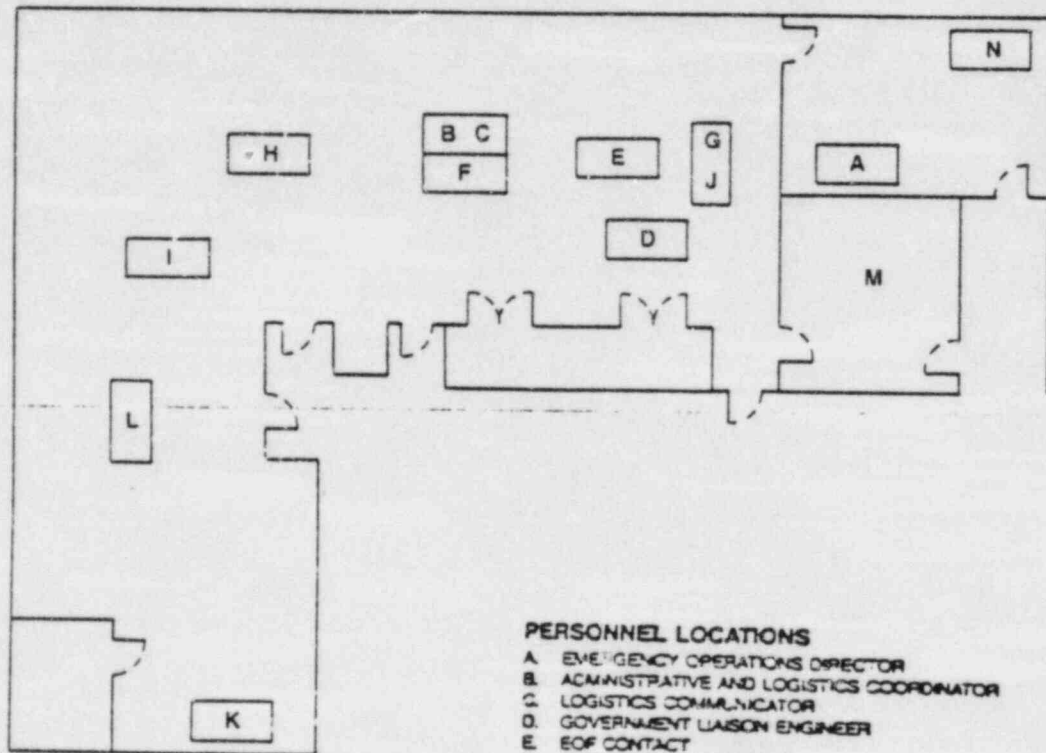 N
B C
G
H
E
A
F
J
D
I
M
L
K
PERSONNEL LOCATIONS
A. EMERGENCY OPERATIONS DIRECTOR
B. ADMINISTRATIVE AND LOGISTICS COORDINATOR
C. LOGISTICS COMMUNICATOR
D. GOVERNMENT LIAISON ENGINEER
E. EOF CONTACT